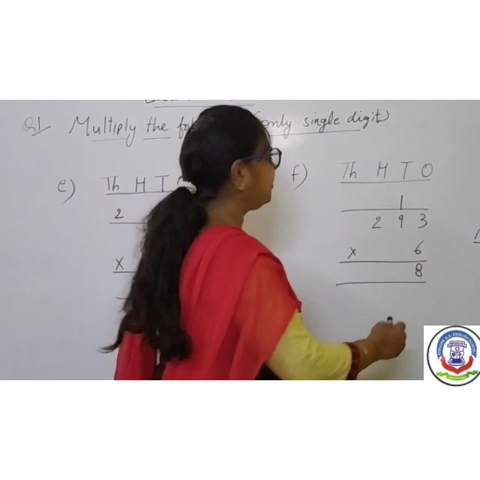 Q1 Multiply the (only single digit)
e) Th H T
2
x
f) Th H T O
1
2 9 3
x 6
8